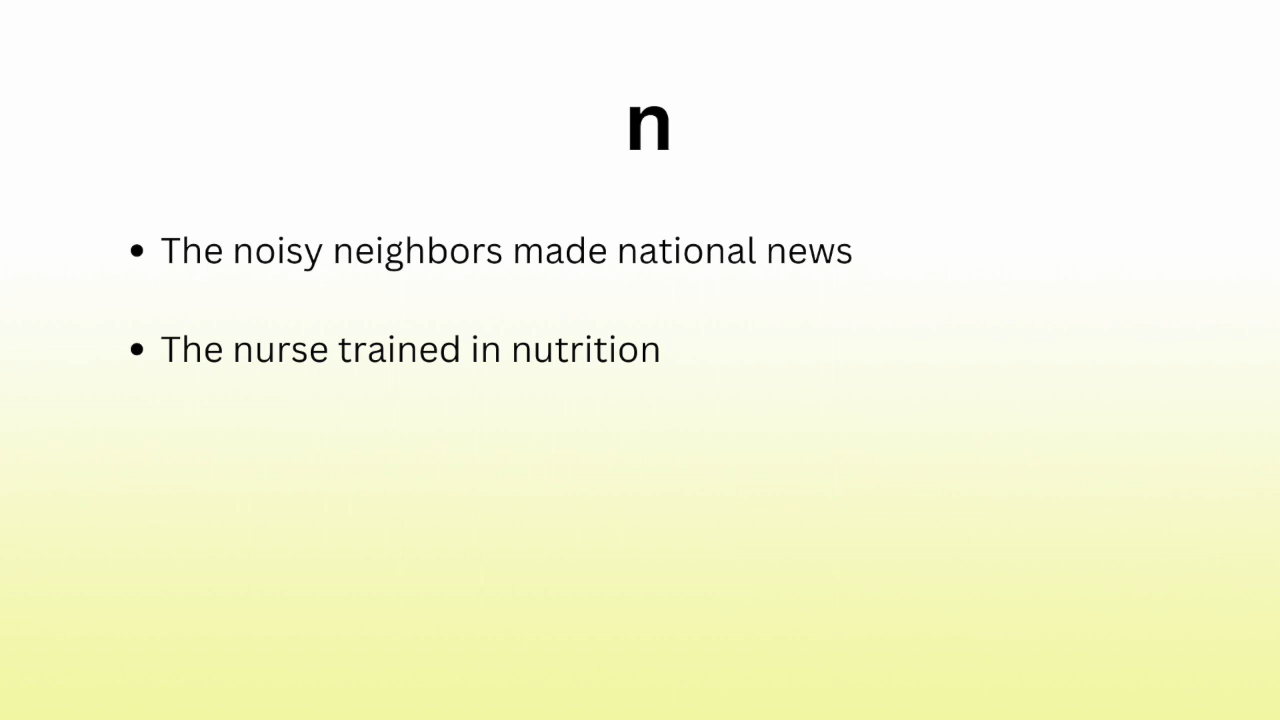 n
• The noisy neighbors made national news
• The nurse trained in nutrition